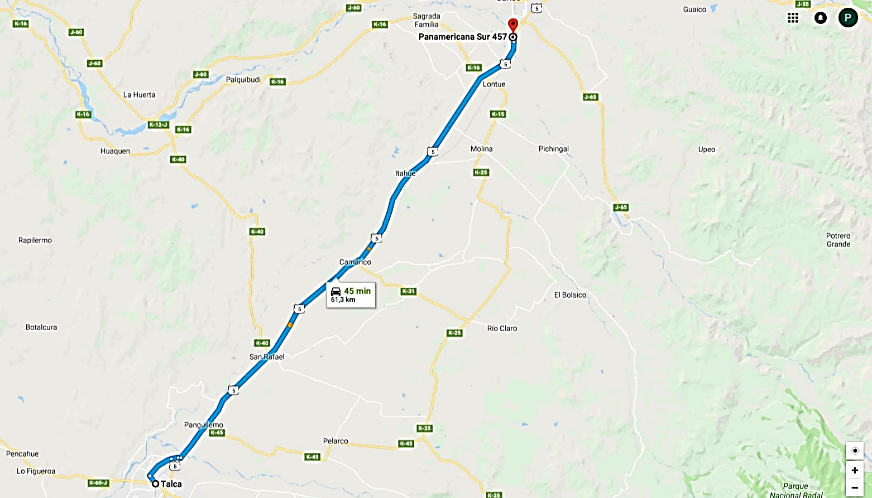 K-16
J-60
Sagrada
Familia
5
Guaico
J-55
P
J-60
K-16
Panamericana Sur 457
J-60
J-60
Palquibudi
K-16
K-16
5
Lontue
La Huerta
J-65
K-16
K-12-J
K-16
K-15
Huaquen
K-40
5
Molina
Pichingal
Upeo
Itahue
K-25
J-65
K-40
Rapilermo
5
Potrero
Grande
Camarico
45 min
61,3 km
K-31
El Bolsico
5
Botalcura
K-40
K-25
Rio Claro
San Rafael
5
Panguilemo
K-45
K-25
Pelarco
K-45
Pencahue
K-45
Lo Figueroa
5
K-60-J
Talca
K-25
Parque
Nacional Radal
+
−